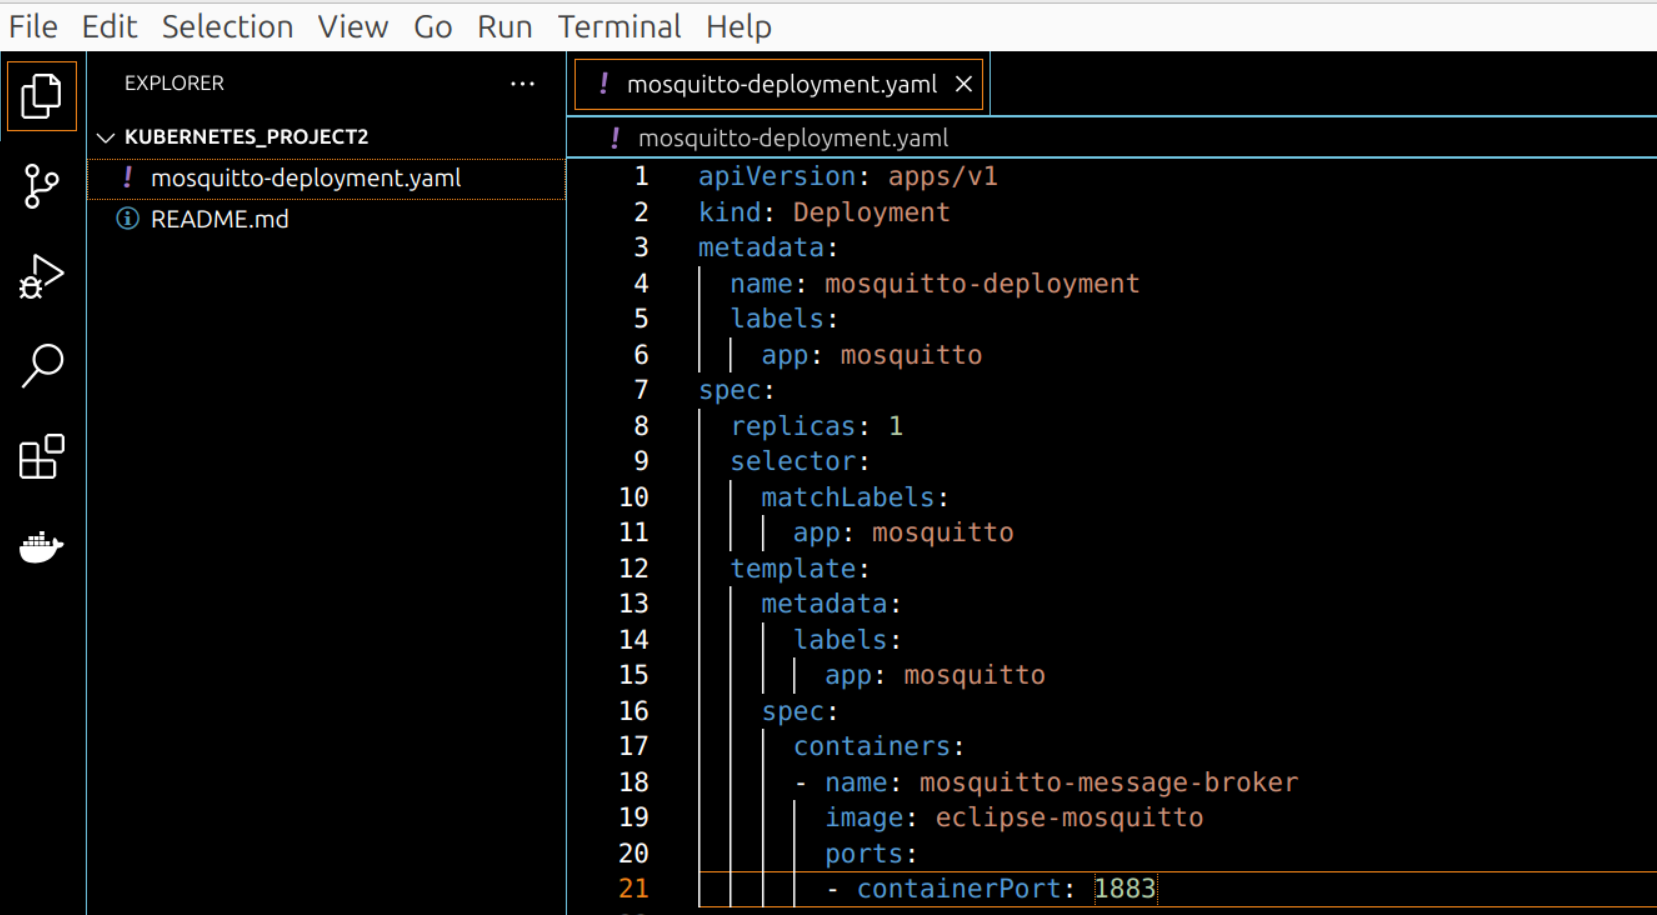 File Edit Selection View Go Run Terminal Help
EXPLORER ...
KUBERNETES_PROJECT2
! mosquitto-deployment.yaml
README.md
! mosquitto-deployment.yaml ×
! mosquitto-deployment.yaml
1 apiVersion: apps/v1
2 kind: Deployment
3 metadata:
4   name: mosquitto-deployment
5   labels:
6     app: mosquitto
7 spec:
8   replicas: 1
9   selector:
10     matchLabels:
11       app: mosquitto
12   template:
13     metadata:
14       labels:
15         app: mosquitto
16     spec:
17       containers:
18       - name: mosquitto-message-broker
19         image: eclipse-mosquitto
20         ports:
21         - containerPort: 1883